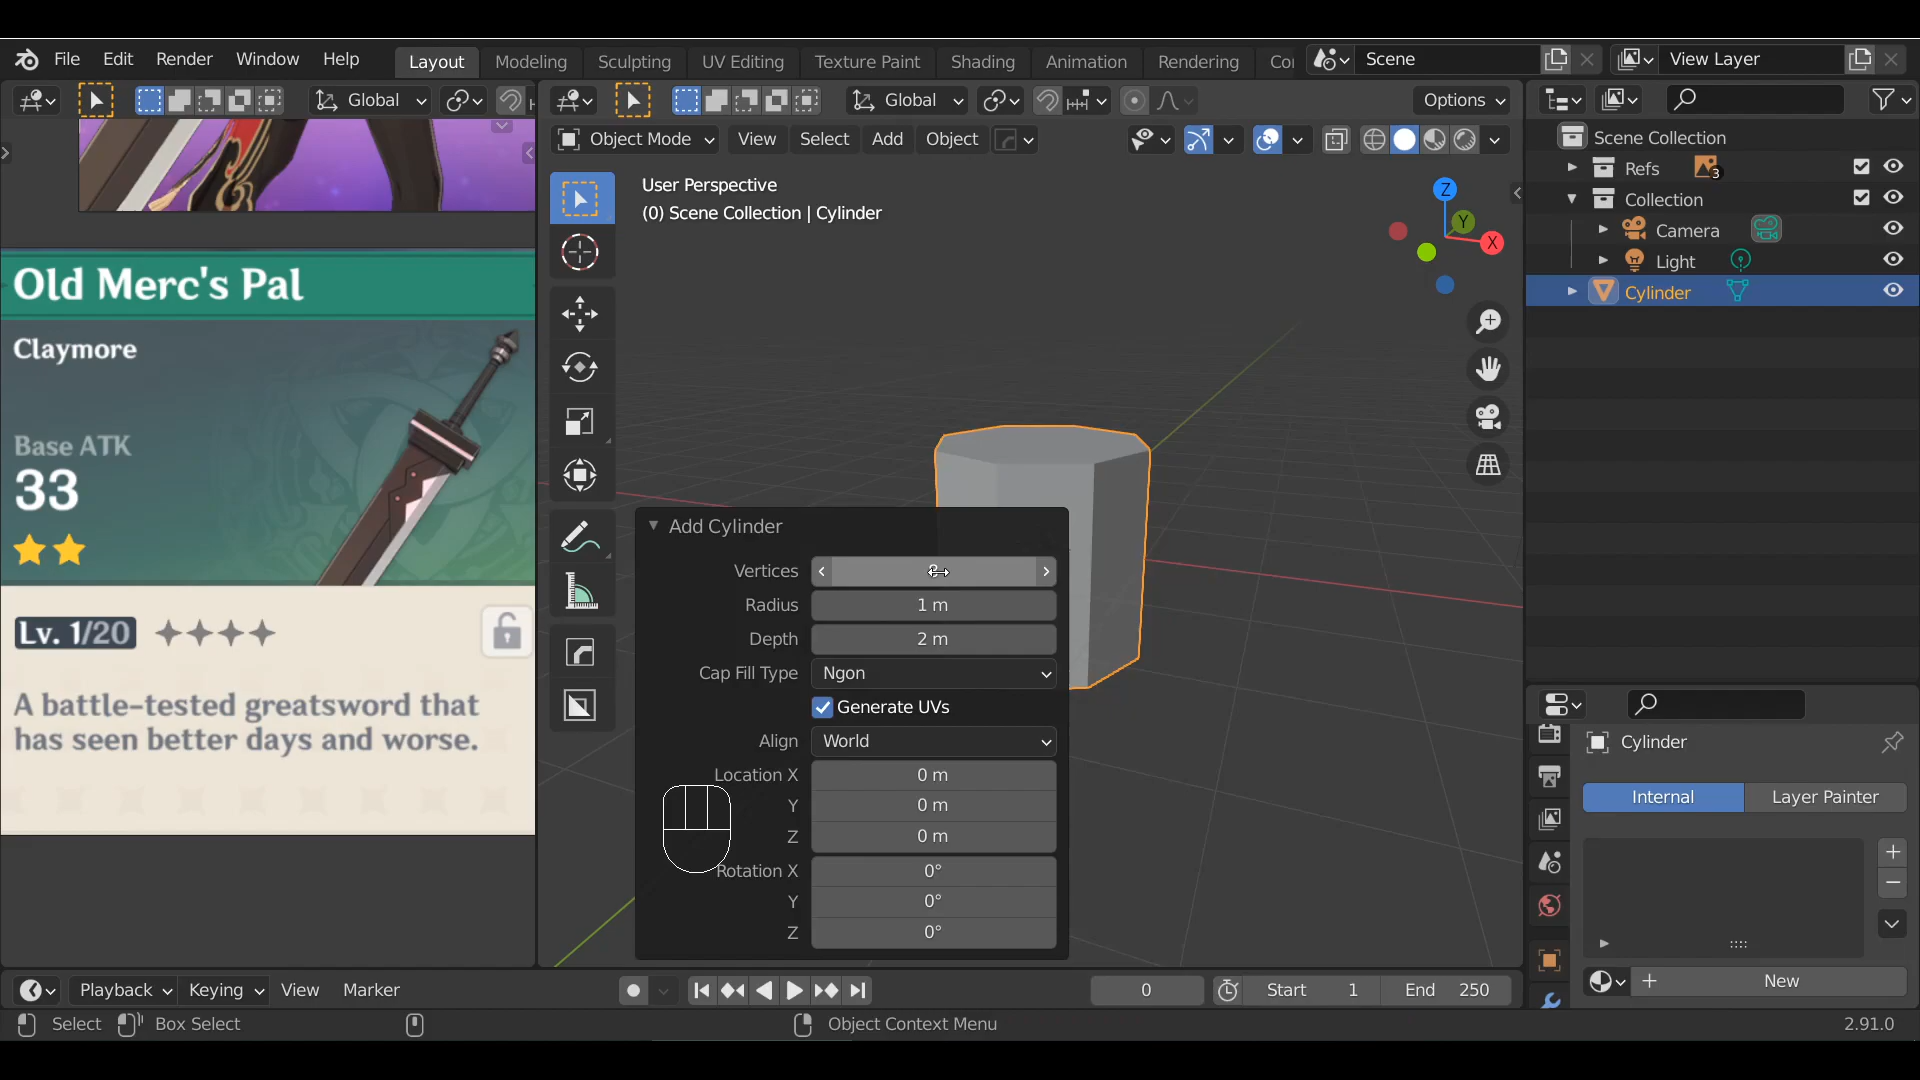 File Edit Render Window Help Layout Modeling Sculpting UV Editing Texture Paint Shading Animation Rendering Scene View Layer
Global Global Options
Object Mode View Select Add Object
User Perspective
(0) Scene Collection | Cylinder
Z
Y
X
Scene Collection
Refs 3
Collection
Camera
Light
Cylinder
Old Merc's Pal
Claymore
Base ATK
33
Lv. 1/20
A battle-tested greatsword that
has seen better days and worse.
Add Cylinder
Vertices
Radius 1 m
Depth 2 m
Cap Fill Type Ngon
Generate UVs
Align World
Location X 0 m
Y 0 m
Z 0 m
Rotation X 0°
Y 0°
Z 0°
Cylinder
Internal Layer Painter
New
Playback Keying View Marker 0 Start 1 End 250
Select Box Select Object Context Menu 2.91.0